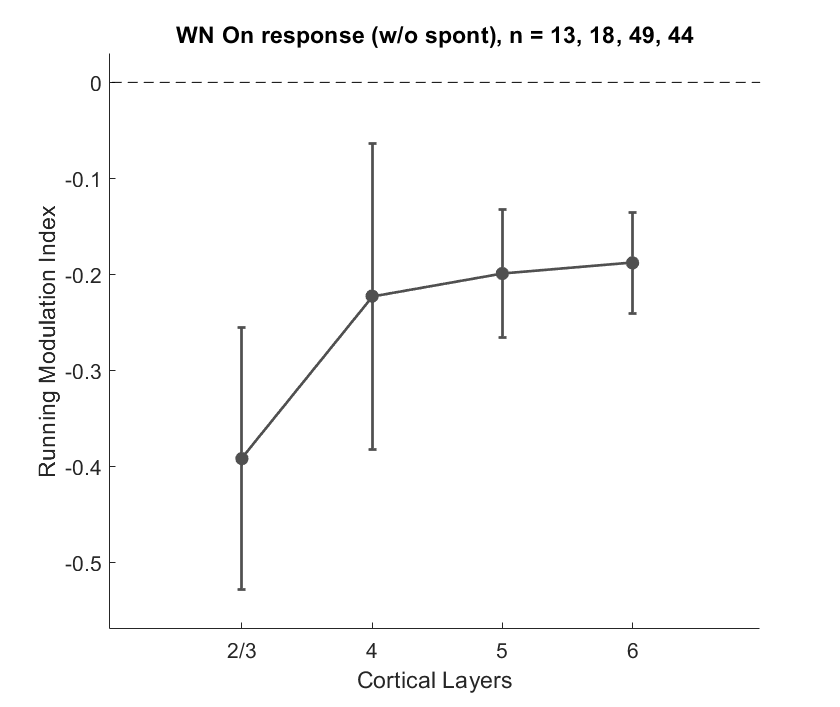 WN On response (w/o spont), n = 13, 18, 49, 44
0
-0.1
-0.2
-0.3
-0.4
-0.5
Running Modulation Index
2/3 4 5 6
Cortical Layers